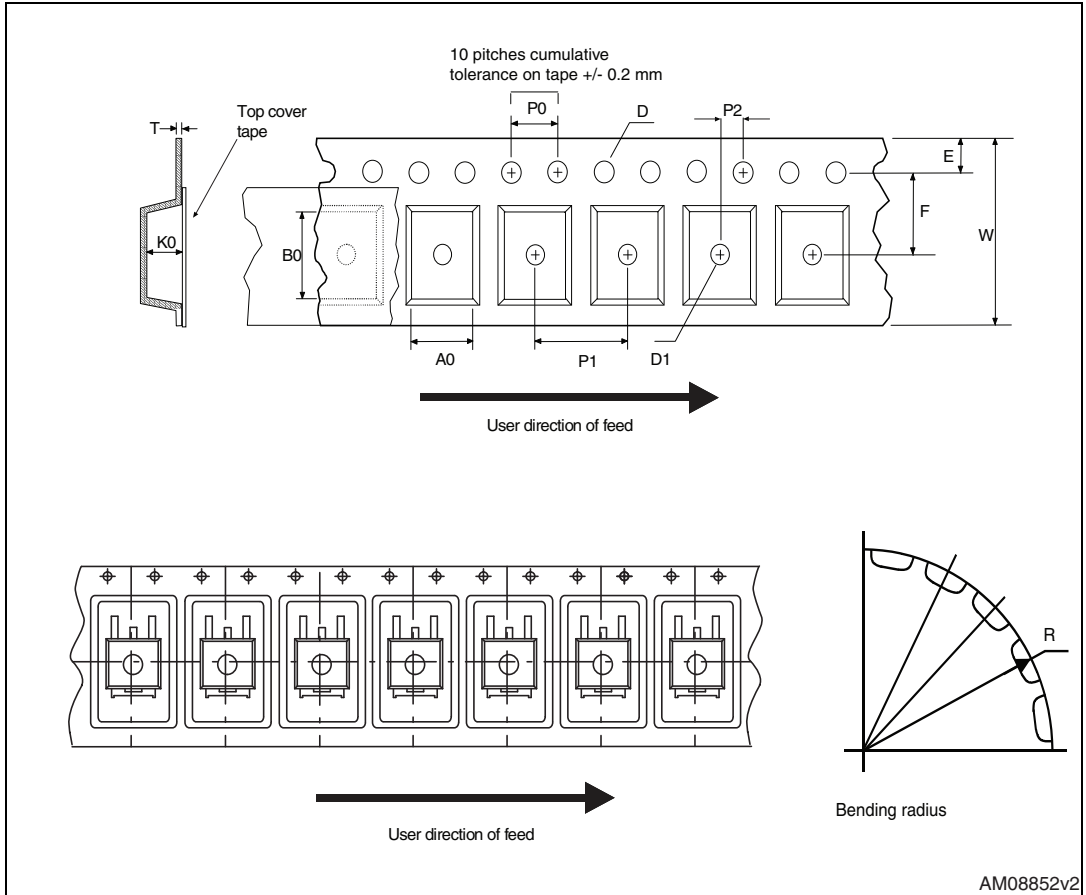 10 pitches cumulative
tolerance on tape +/- 0.2 mm
T
Top cover
tape
P0
D
P2
E
F
W
K0
B0
A0
P1
D1
User direction of feed
R
Bending radius
User direction of feed
AM08852v2